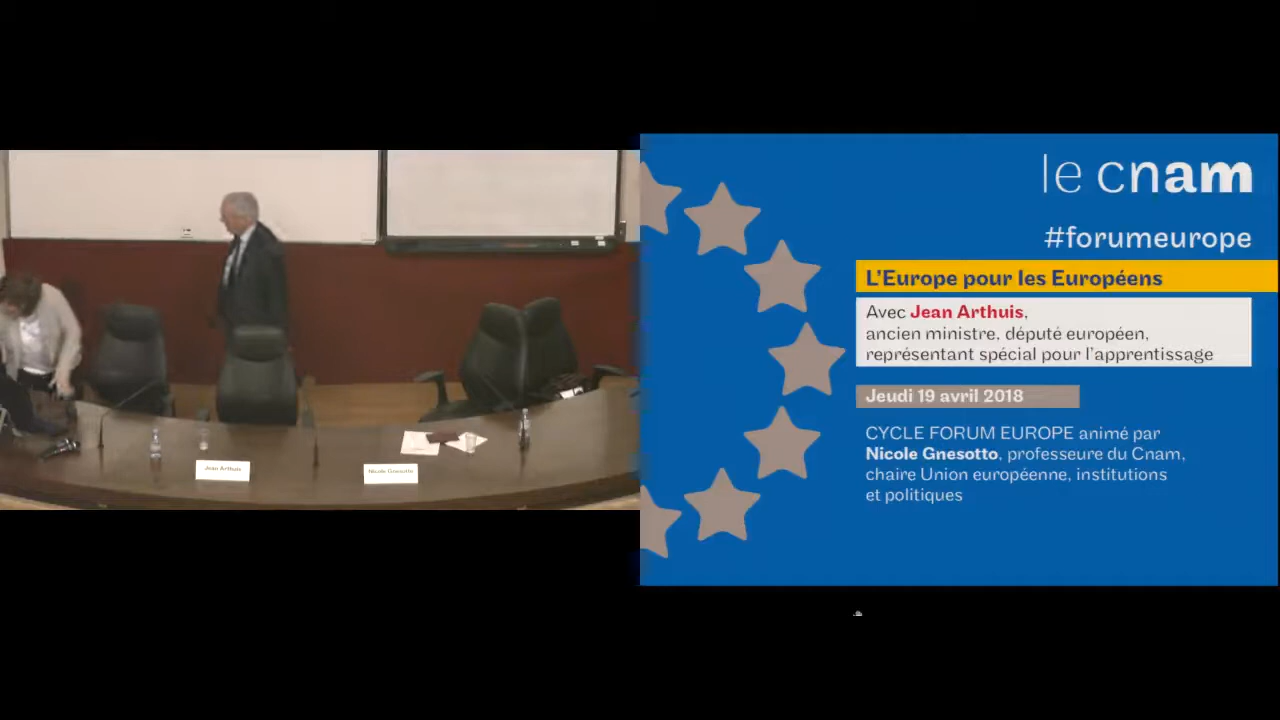 le cnam
#forumeurope
L'Europe pour les Européens
Avec Jean Arthuis,
ancien ministre, député européen,
représentant spécial pour l'apprentissage
Jeudi 19 avril 2018
CYCLE FORUM EUROPE animé par
Nicole Gnesotto, professeure du Cnam,
chaire Union européenne, institutions
et politiques
Jean Arthuis
Nicole Gnesotto